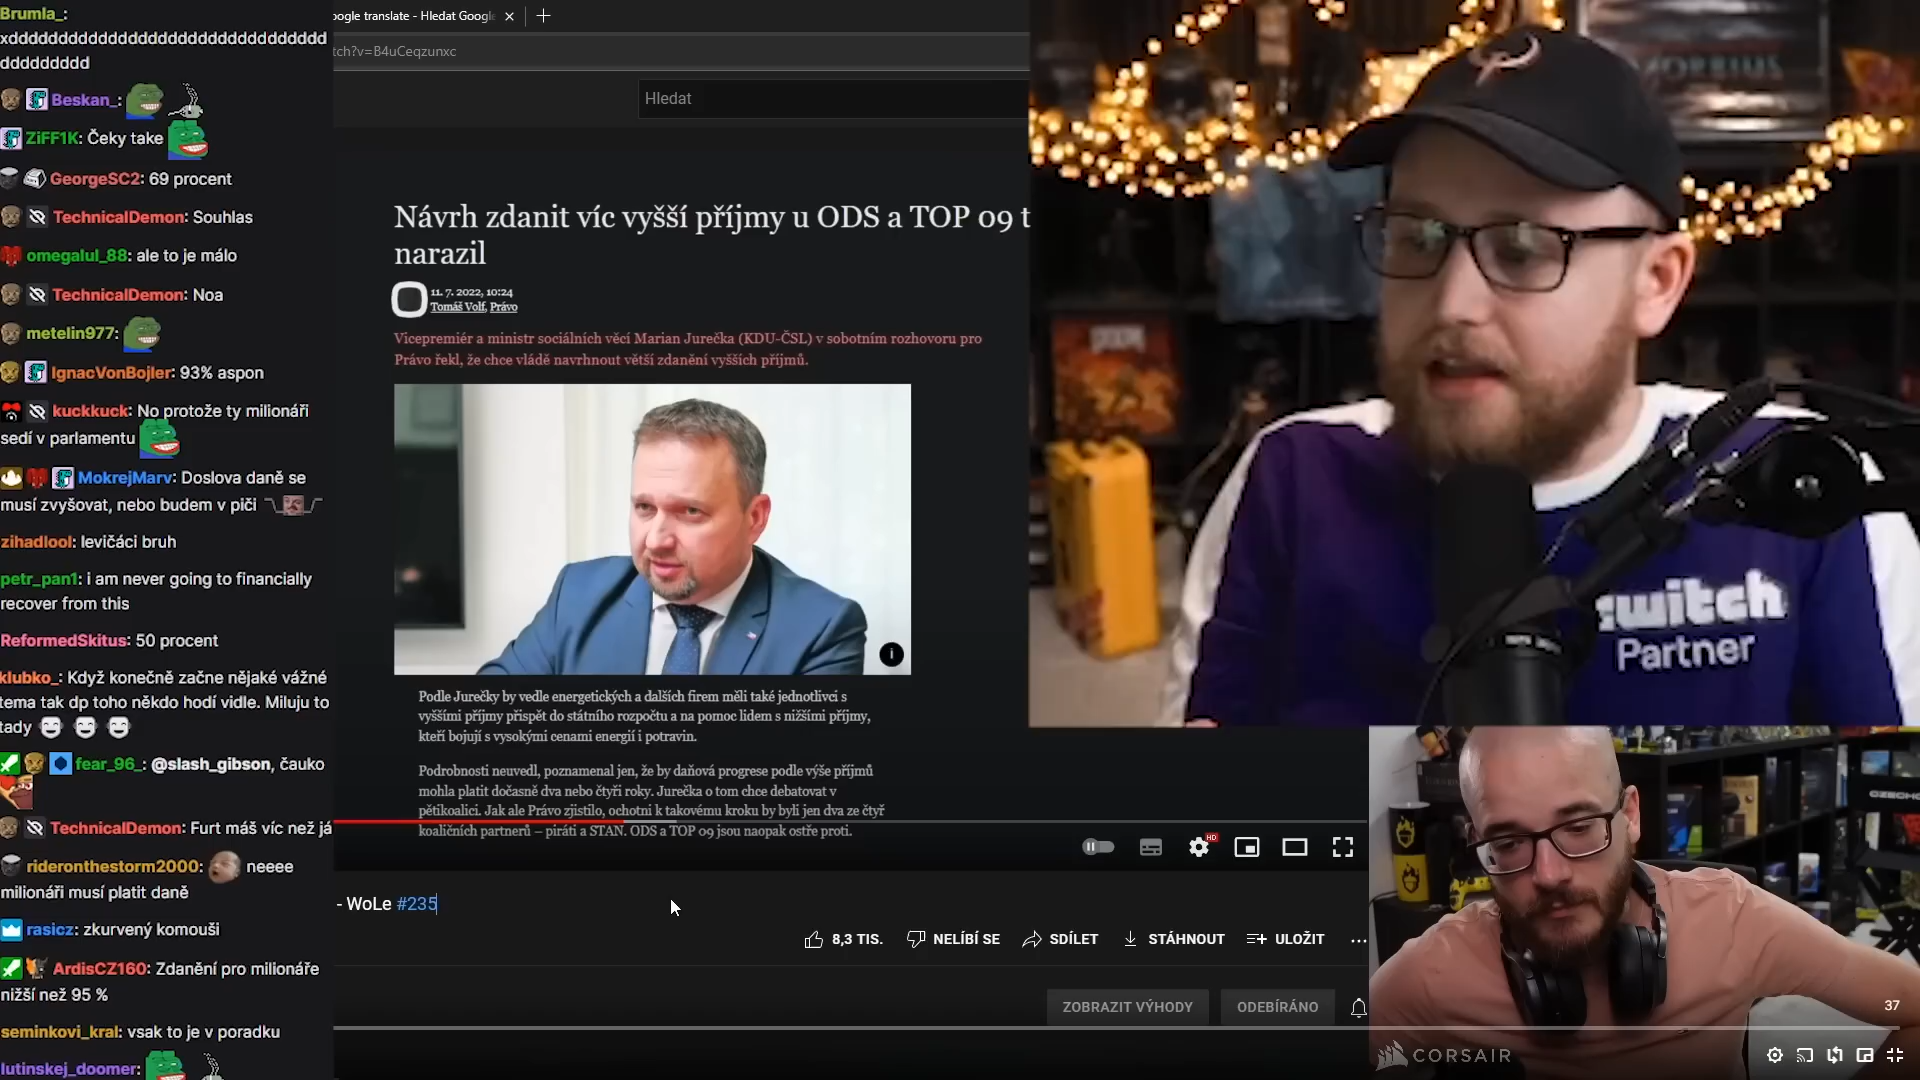 Brumla_:
xdddddddddddddddddddddddddddddd
ddddddddd
Beskan_:
ZiFF1K: Čeky take
GeorgeSC2: 69 procent
TechnicalDemon: Souhlas
omegalul_88: ale to je málo
TechnicalDemon: Noa
metelin977:
IgnacVonBojler: 93% aspon
kuckkuck: No protože ty milionáři
sedí v parlamentu
MokrejMarv: Doslova daně se
musí zvyšovat, nebo budem v piči
zihadlool: levičáci bruh
petr_pan1: i am never going to financially
recover from this
ReformedSkitus: 50 procent
klubko_: Když konečně začne nějaké vážné
tema tak dp toho někdo hodí vidle. Miluju to
tady
fear_96_: @slash_gibson, čauko
TechnicalDemon: Furt máš víc než já
rideronthestorm2000: neeee
milionáři musí platit daně
rasicz: zkurvený komouši
ArdisCZ160: Zdanění pro milionáře
nižší než 95 %
seminkovi_kral: vsak to je v poradku
lutinskej_doomer:
oogle translate - Hledat Google
tch?v=B4uCeqzunxc
Hledat
Návrh zdanit víc vyšší příjmy u ODS a TOP 09 t
narazil
11. 7. 2022, 10:24
Tomáš Volf, Právo
Vicepremiér a ministr sociálních věcí Marian Jurečka (KDU-ČSL) v sobotním rozhovoru pro
Právo řekl, že chce vládě navrhnout větší zdanění vyšších příjmů.
i
Podle Jurečky by vedle energetických a dalších firem měli také jednotlivci s
vyššími příjmy přispět do státního rozpočtu a na pomoc lidem s nižšími příjmy,
kteří bojují s vysokými cenami energií i potravin.
Podrobnosti neuvedl, poznamenal jen, že by daňová progrese podle výše příjmů
mohla platit dočasně dva nebo čtyři roky. Jurečka o tom chce debatovat v
pětikoalici. Jak ale Právo zjistilo, ochotni k takovému kroku by byli jen dva ze čtyř
koaličních partnerů – piráti a STAN. ODS a TOP 09 jsou naopak ostře proti.
HD
- WoLe #235
8,3 TIS.
NELÍBÍ SE
SDÍLET
STÁHNOUT
ULOŽIT
ZOBRAZIT VÝHODY
ODEBÍRÁNO
MORBIUS
twitch
Partner
CZECHC
37
CORSAIR